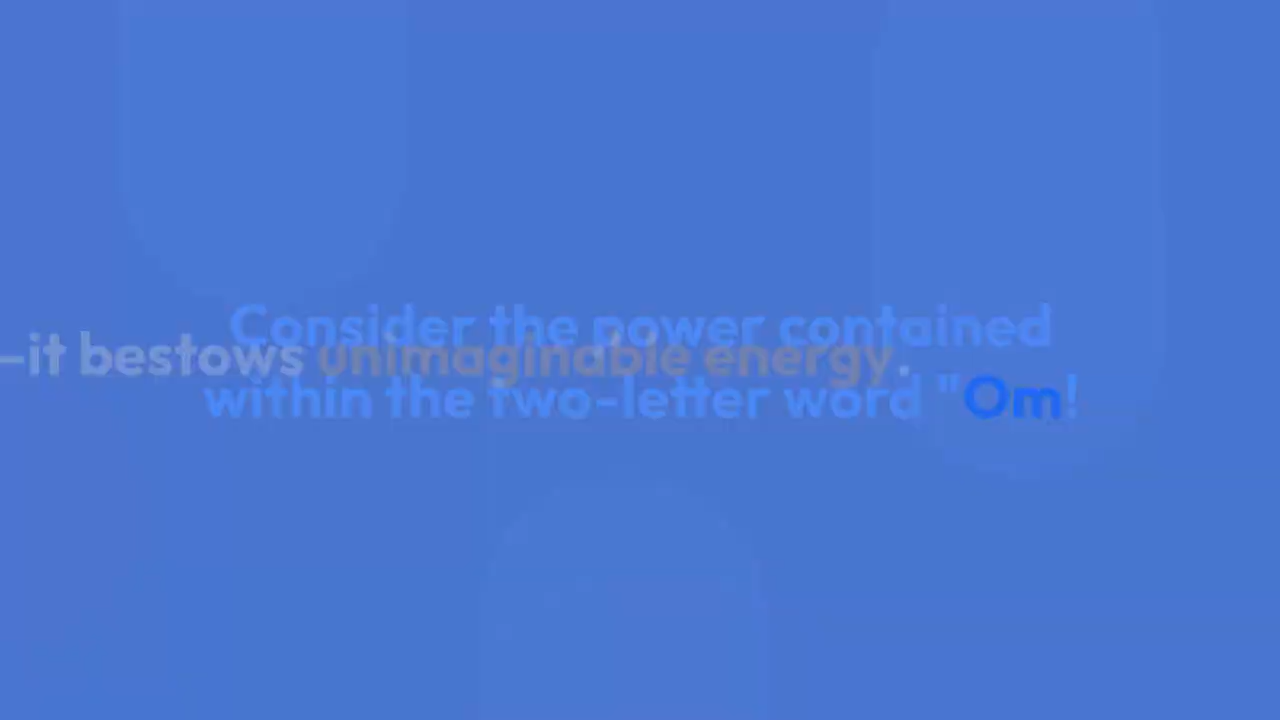 Consider the power contained
–it bestows unimaginable energy.
within the two-letter word "Om!